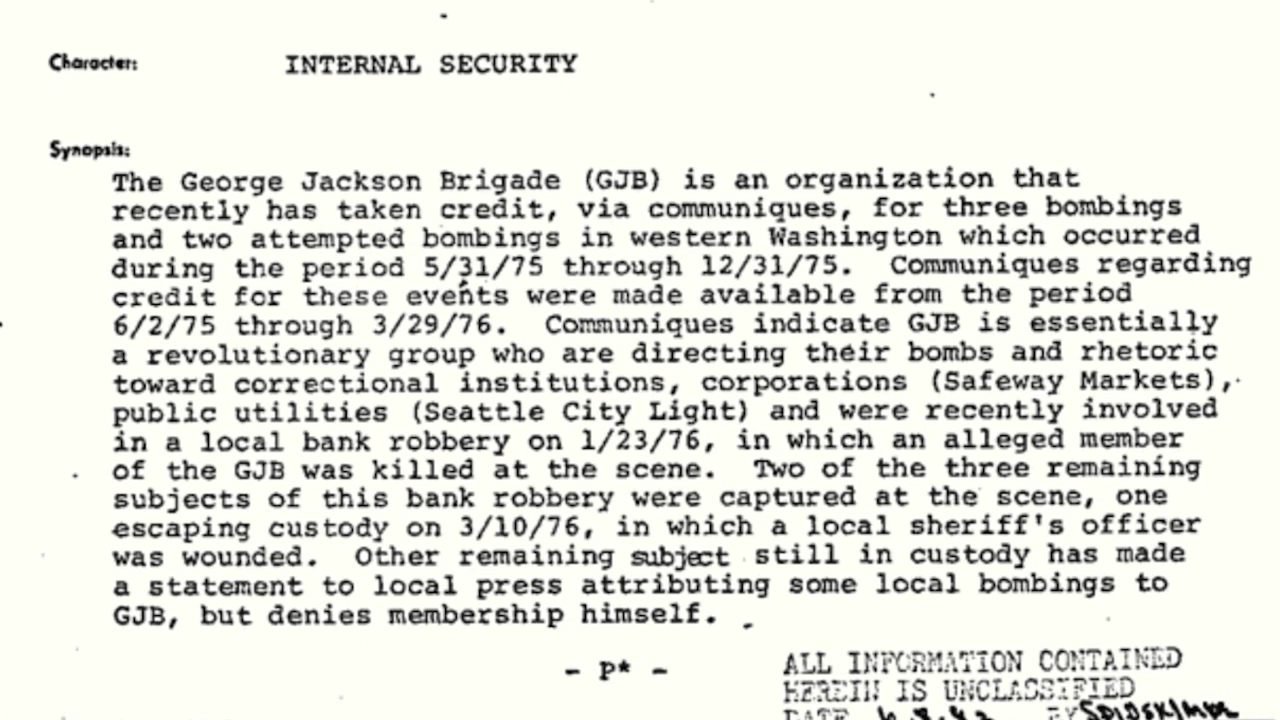 Character: INTERNAL SECURITY
Synopsis:
The George Jackson Brigade (GJB) is an organization that
recently has taken credit, via communiques, for three bombings
and two attempted bombings in western Washington which occurred
during the period 5/31/75 through 12/31/75. Communiques regarding
credit for these events were made available from the period
6/2/75 through 3/29/76. Communiques indicate GJB is essentially
a revolutionary group who are directing their bombs and rhetoric
toward correctional institutions, corporations (Safeway Markets),
public utilities (Seattle City Light) and were recently involved
in a local bank robbery on 1/23/76, in which an alleged member
of the GJB was killed at the scene. Two of the three remaining
subjects of this bank robbery were captured at the scene, one
escaping custody on 3/10/76, in which a local sheriff's officer
was wounded. Other remaining subject still in custody has made
a statement to local press attributing some local bombings to
GJB, but denies membership himself.
- P* -
ALL INFORMATION CONTAINED
HEREIN IS UNCLASSIFIED
DATE BY